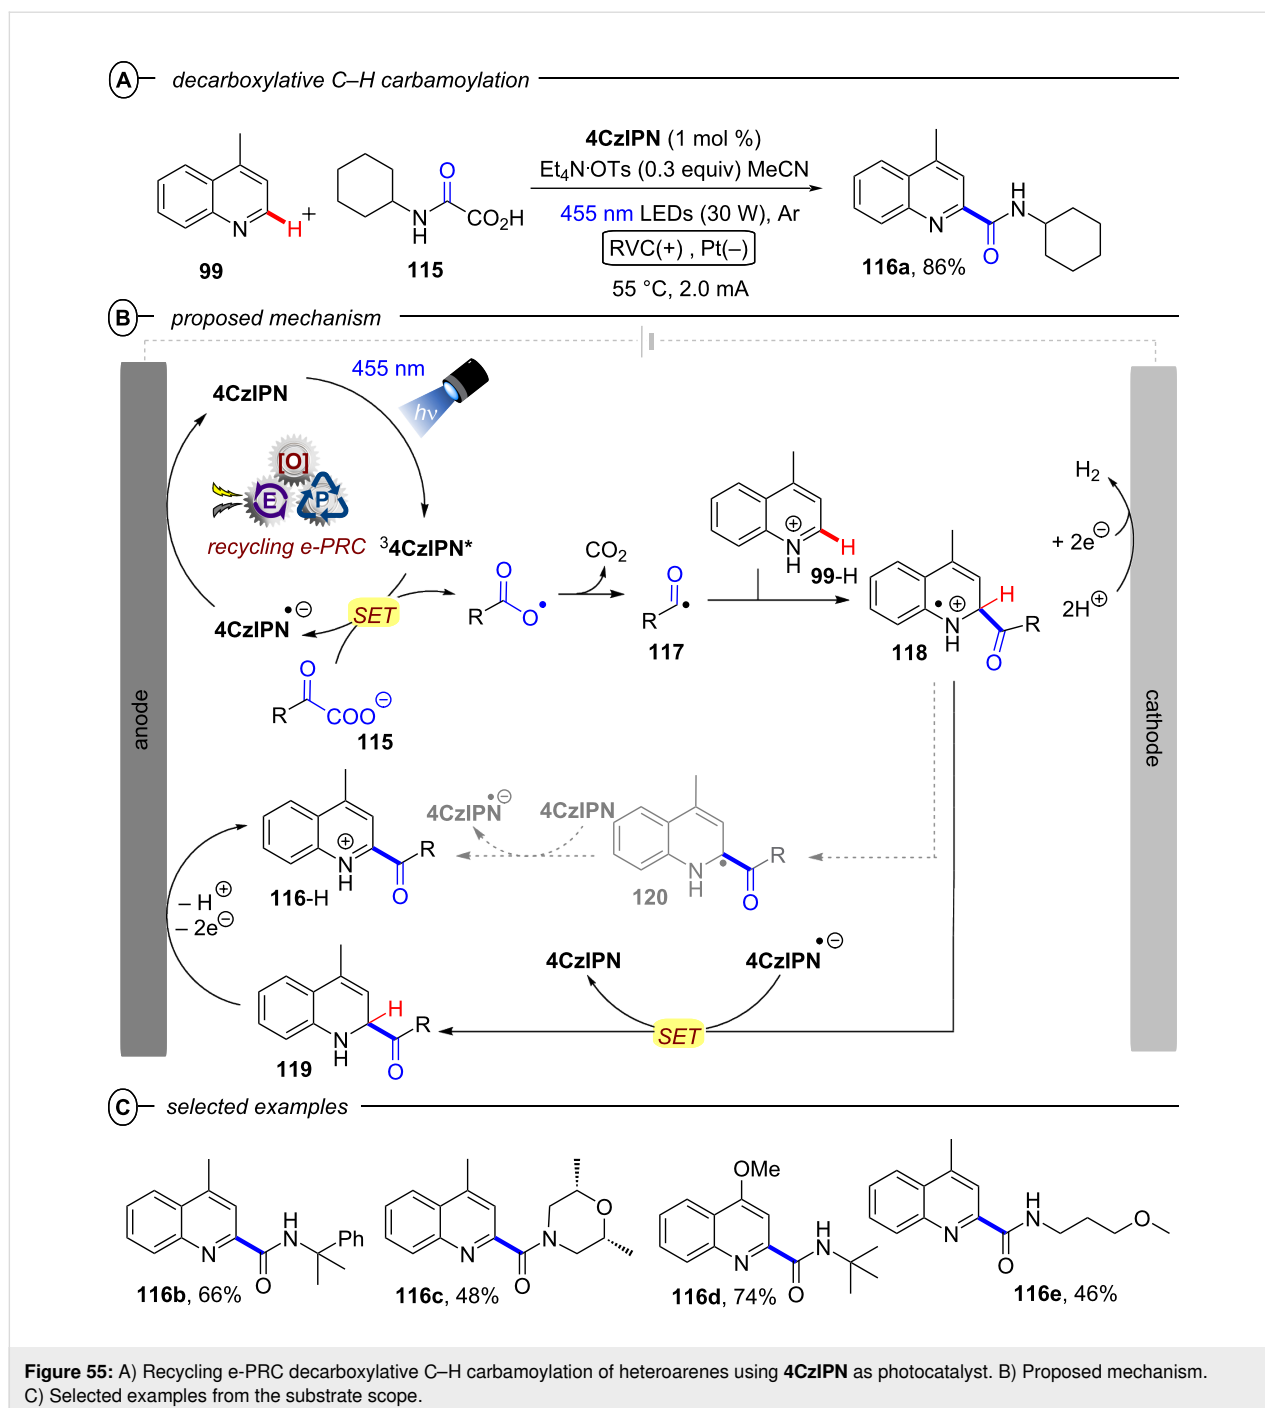 A decarboxylative C–H carbamoylation
4CzIPN (1 mol %)
Et₄N·OTs (0.3 equiv) MeCN
455 nm LEDs (30 W), Ar
RVC(+) , Pt(–)
55 °C, 2.0 mA
N H +
99
O
N H CO₂H
115
N O H N
116a, 86%
B proposed mechanism
anode
cathode
4CzIPN
455 nm
hν
[O]
E P
recycling e-PRC
³4CzIPN*
SET
4CzIPN•⊖
R O COO⊖
115
R O O•
CO₂
R O •
117
⊕ N H H
99-H
• ⊕ N H H O R
118
H₂
+ 2e⊖
2H⊕
⊕ N H O R
116-H
4CzIPN•⊖
4CzIPN
N H • O R
120
– H⊕
– 2e⊖
4CzIPN
4CzIPN•⊖
SET
N H H O R
119
C selected examples
N O H N Ph
116b, 66%
N O N O
116c, 48%
OMe N O H N
116d, 74%
N O H N O
116e, 46%
Figure 55: A) Recycling e-PRC decarboxylative C–H carbamoylation of heteroarenes using 4CzIPN as photocatalyst. B) Proposed mechanism.
C) Selected examples from the substrate scope.